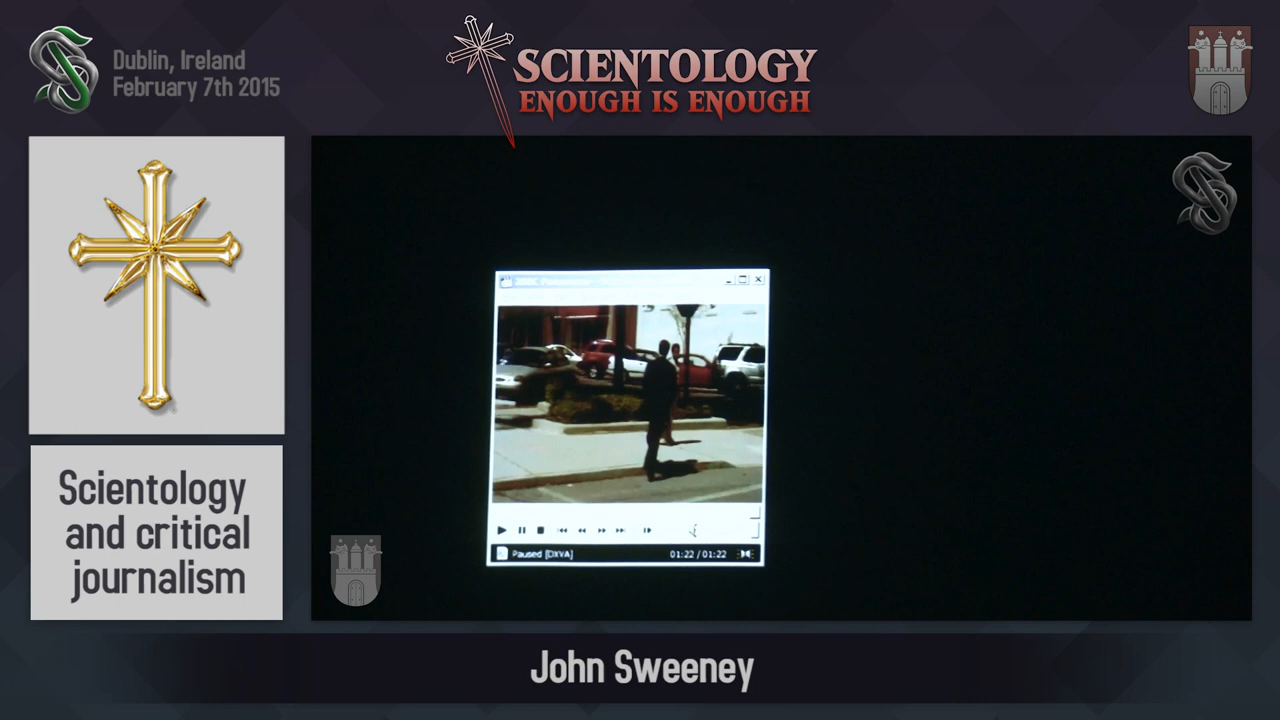 Dublin, Ireland
February 7th 2015
SCIENTOLOGY
ENOUGH IS ENOUGH
Scientology
and critical
journalism
Paused [DXVA]
01:22 / 01:22
John Sweeney